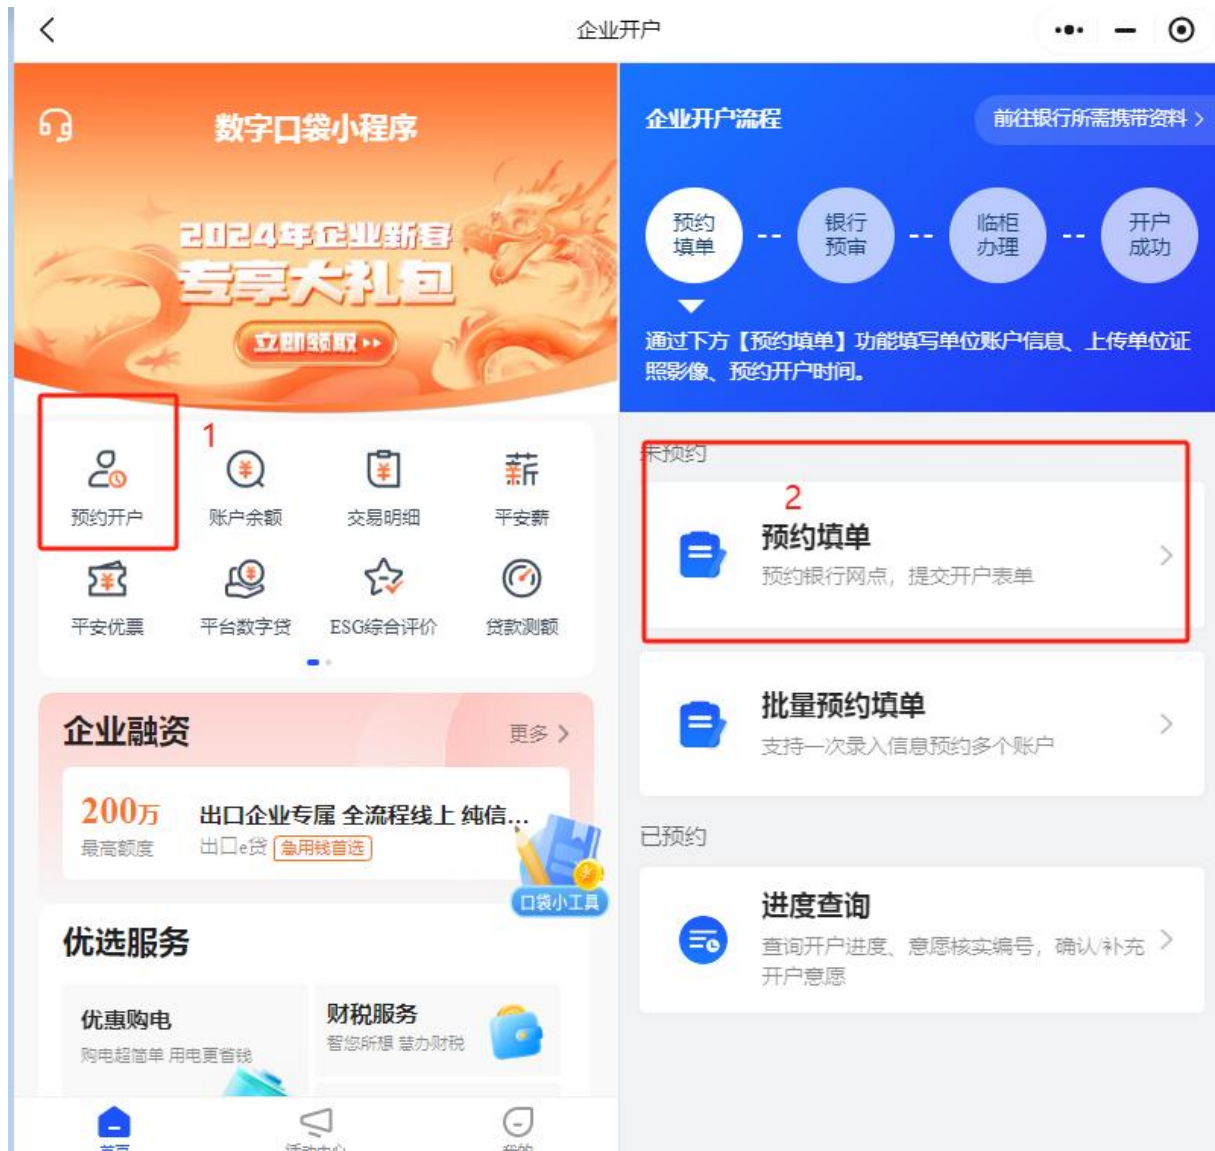 企业开户
数字口袋小程序
2024年企业新客
专享大礼包
立即领取
1
预约开户
账户余额
交易明细
平安薪
平安优票
平台数字贷
ESG综合评价
贷款测额
企业融资
更多
200万
最高额度
出口企业专属 全流程线上 纯信...
出口e贷 急用钱首选
口袋小工具
优选服务
优惠购电
购电超简单 用电更省钱
财税服务
智您所想 慧办财税
首页
活动中心
我的
企业开户流程
前往银行所需携带资料
预约
填单
银行
预审
临柜
办理
开户
成功
通过下方【预约填单】功能填写单位账户信息、上传单位证
照影像、预约开户时间。
未预约
2
预约填单
预约银行网点，提交开户表单
批量预约填单
支持一次录入信息预约多个账户
已预约
进度查询
查询开户进度、意愿核实编号，确认/补充
开户意愿